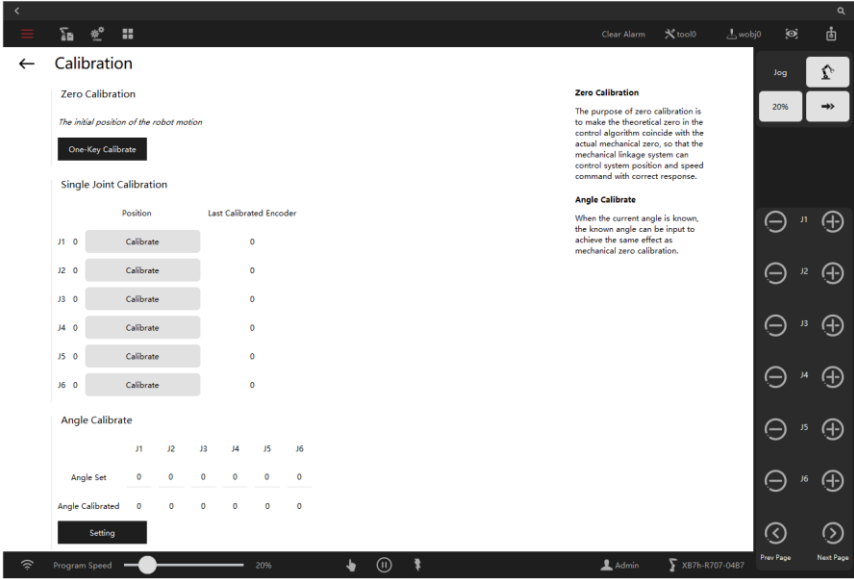 Clear Alarm tool0 wobj0
Calibration
Zero Calibration
The initial position of the robot motion
One-Key Calibrate
Single Joint Calibration
Position Last Calibrated Encoder
J1 0 Calibrate 0
J2 0 Calibrate 0
J3 0 Calibrate 0
J4 0 Calibrate 0
J5 0 Calibrate 0
J6 0 Calibrate 0
Angle Calibrate
J1 J2 J3 J4 J5 J6
Angle Set 0 0 0 0 0 0
Angle Calibrated 0 0 0 0 0 0
Setting
Zero Calibration
The purpose of zero calibration is
to make the theoretical zero in the
control algorithm coincide with the
actual mechanical zero, so that the
mechanical linkage system can
control system position and speed
command with correct response.
Angle Calibrate
When the current angle is known,
the known angle can be input to
achieve the same effect as
mechanical zero calibration.
Jog
20%
J1
J2
J3
J4
J5
J6
Prev Page Next Page
Program Speed 20% Admin XB7h-R707-04B7